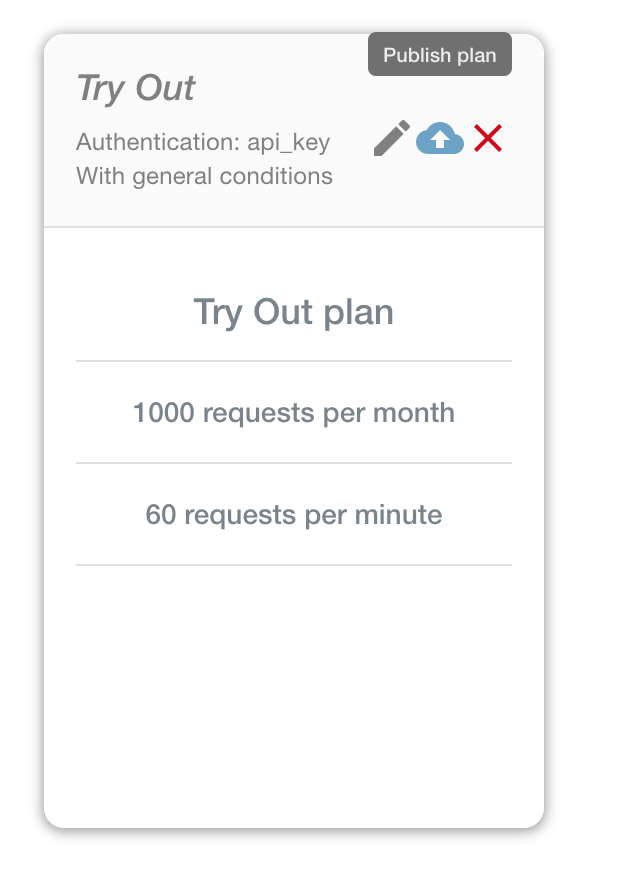 Publish plan
Try Out
Authentication: api_key
With general conditions
Try Out plan
1000 requests per month
60 requests per minute